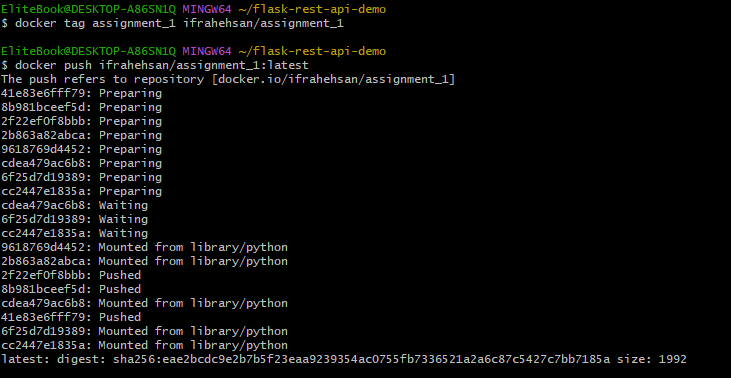 EliteBook@DESKTOP-A86SN1Q MINGW64 ~/flask-rest-api-demo
$ docker tag assignment_1 ifrahehsan/assignment_1
EliteBook@DESKTOP-A86SN1Q MINGW64 ~/flask-rest-api-demo
$ docker push ifrahehsan/assignment_1:latest
The push refers to repository [docker.io/ifrahehsan/assignment_1]
41e83e6fff79: Preparing
8b981bceef5d: Preparing
2f22ef0f8bbb: Preparing
2b863a82abca: Preparing
9618769d4452: Preparing
cdea479ac6b8: Preparing
6f25d7d19389: Preparing
cc2447e1835a: Preparing
cdea479ac6b8: Waiting
6f25d7d19389: Waiting
cc2447e1835a: Waiting
9618769d4452: Mounted from library/python
2b863a82abca: Mounted from library/python
2f22ef0f8bbb: Pushed
8b981bceef5d: Pushed
cdea479ac6b8: Mounted from library/python
41e83e6fff79: Pushed
6f25d7d19389: Mounted from library/python
cc2447e1835a: Mounted from library/python
latest: digest: sha256:eae2bcdc9e2b7b5f23eaa9239354ac0755fb7336521a2a6c87c5427c7bb7185a size: 1992